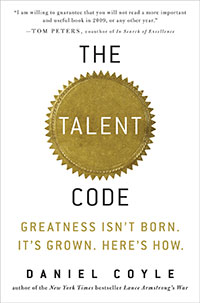 "I am willing to guarantee that you will not read a more important
and useful book in 2009, or any other year."
—TOM PETERS, coauthor of In Search of Excellence
THE
TALENT
CODE
GREATNESS ISN'T BORN.
IT'S GROWN. HERE'S HOW.
DANIEL COYLE
author of the New York Times bestseller Lance Armstrong's War